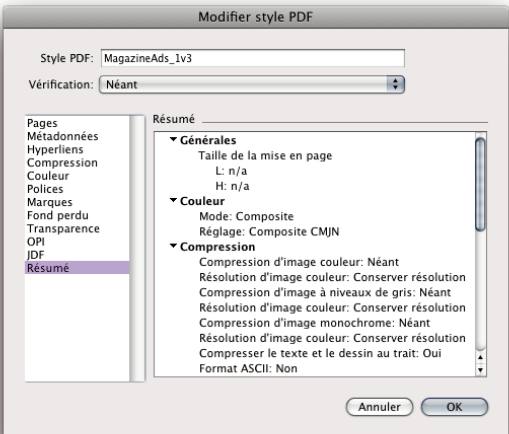 Modifier style PDF
Style PDF: MagazineAds_1v3
Vérification: Néant
Pages
Métadonnées
Hyperliens
Compression
Couleur
Polices
Marques
Fond perdu
Transparence
OPI
JDF
Résumé
Résumé
Générales
Taille de la mise en page
L: n/a
H: n/a
Couleur
Mode: Composite
Réglage: Composite CMJN
Compression
Compression d'image couleur: Néant
Résolution d'image couleur: Conserver résolution
Compression d'image à niveaux de gris: Néant
Résolution d'image couleur: Conserver résolution
Compression d'image monochrome: Néant
Résolution d'image couleur: Conserver résolution
Compresser le texte et le dessin au trait: Oui
Format ASCII: Non
Annuler
OK